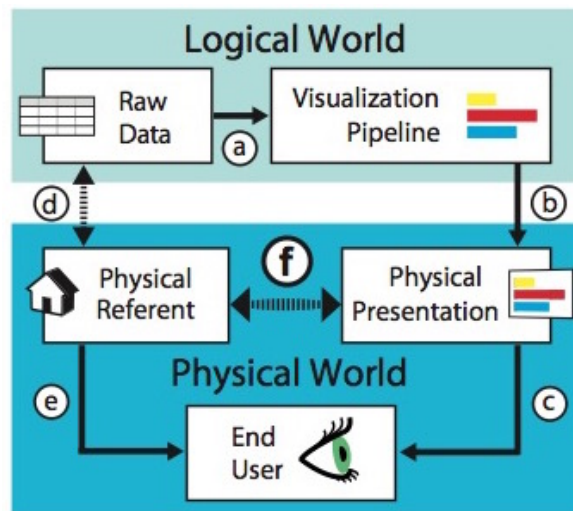 Logical World
Raw
Data
a
Visualization
Pipeline
d
b
Physical
Referent
f
Physical
Presentation
Physical World
e
c
End
User